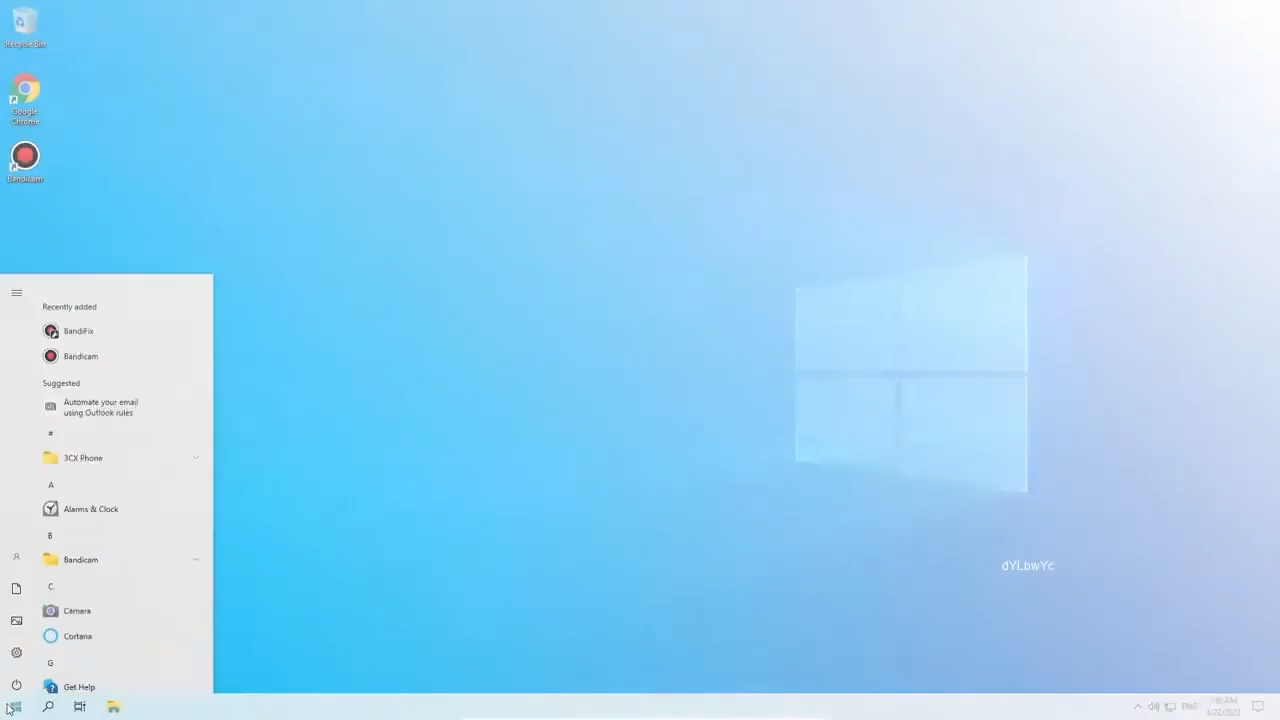 Recycle Bin
Google
Chrome
Bandicam
Recently added
BandiFix
Bandicam
Suggested
Automate your email
using Outlook rules
#
3CX Phone
A
Alarms & Clock
B
Bandicam
C
Camera
Cortana
G
Get Help
dYLbwYc
ENG